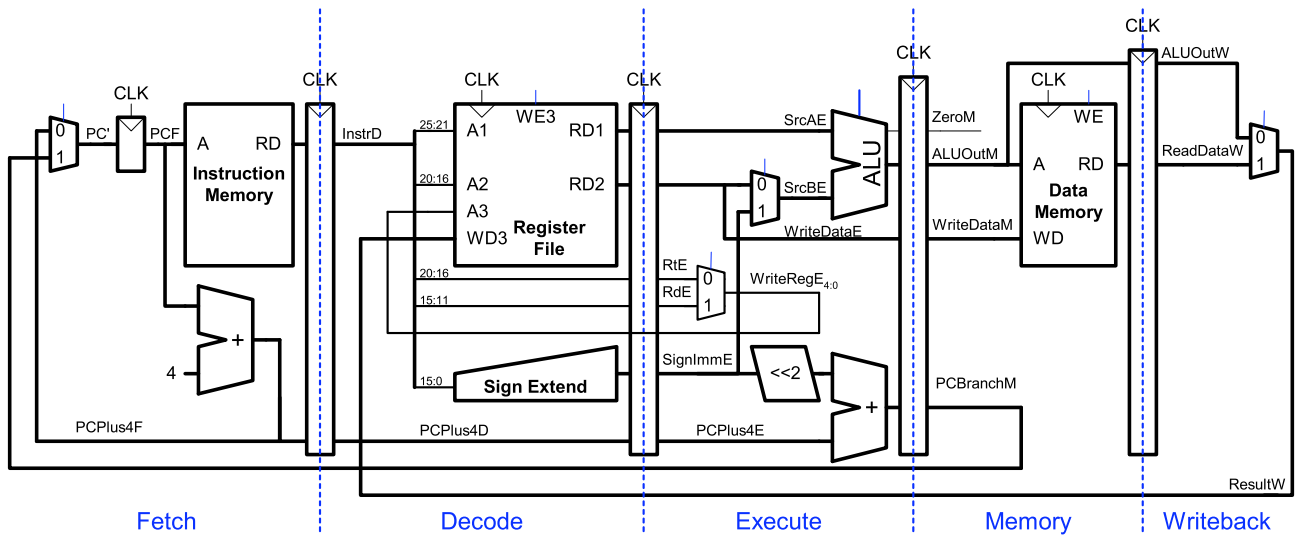 CLK
CLK
ALUOutW
CLK
CLK
CLK
CLK
CLK
CLK
0
1
PC'
PCF
A
RD
Instruction
Memory
InstrD
25:21
20:16
A1
A2
A3
WD3
WE3
RD1
RD2
Register
File
SrcAE
0
1
SrcBE
ALU
ZeroM
ALUOutM
WriteDataE
WriteDataM
WE
A
RD
Data
Memory
WD
ReadDataW
0
1
20:16
15:11
RtE
RdE
0
1
WriteRegE4:0
4
+
15:0
Sign Extend
SignImmE
<<2
+
PCBranchM
PCPlus4F
PCPlus4D
PCPlus4E
ResultW
Fetch
Decode
Execute
Memory
Writeback